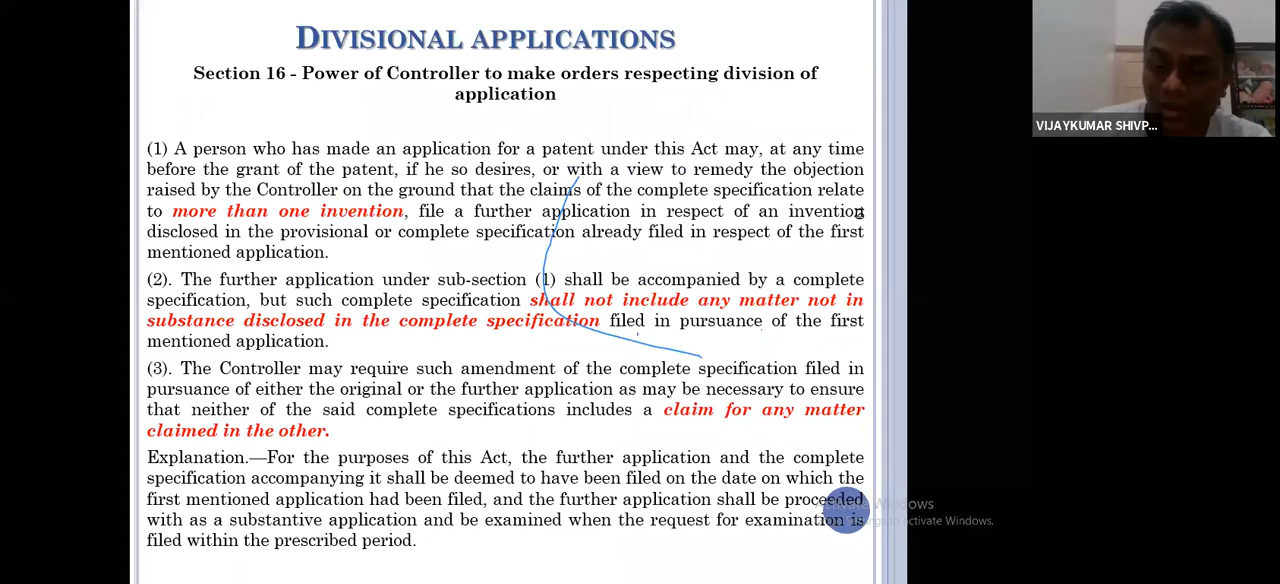 DIVISIONAL APPLICATIONS
Section 16 - Power of Controller to make orders respecting division of
application
VIJAYKUMAR SHIVP...
(1) A person who has made an application for a patent under this Act may, at any time
before the grant of the patent, if he so desires, or with a view to remedy the objection
raised by the Controller on the ground that the claims of the complete specification relate
to more than one invention, file a further application in respect of an invention
disclosed in the provisional or complete specification already filed in respect of the first
mentioned application.
(2). The further application under sub-section (1) shall be accompanied by a complete
specification, but such complete specification shall not include any matter not in
substance disclosed in the complete specification filed in pursuance of the first
mentioned application.
(3). The Controller may require such amendment of the complete specification filed in
pursuance of either the original or the further application as may be necessary to ensure
that neither of the said complete specifications includes a claim for any matter
claimed in the other.
Explanation.—For the purposes of this Act, the further application and the complete
specification accompanying it shall be deemed to have been filed on the date on which the
first mentioned application had been filed, and the further application shall be proceeded
with as a substantive application and be examined when the request for examination is
filed within the prescribed period.
Activate Windows
to activate Windows.